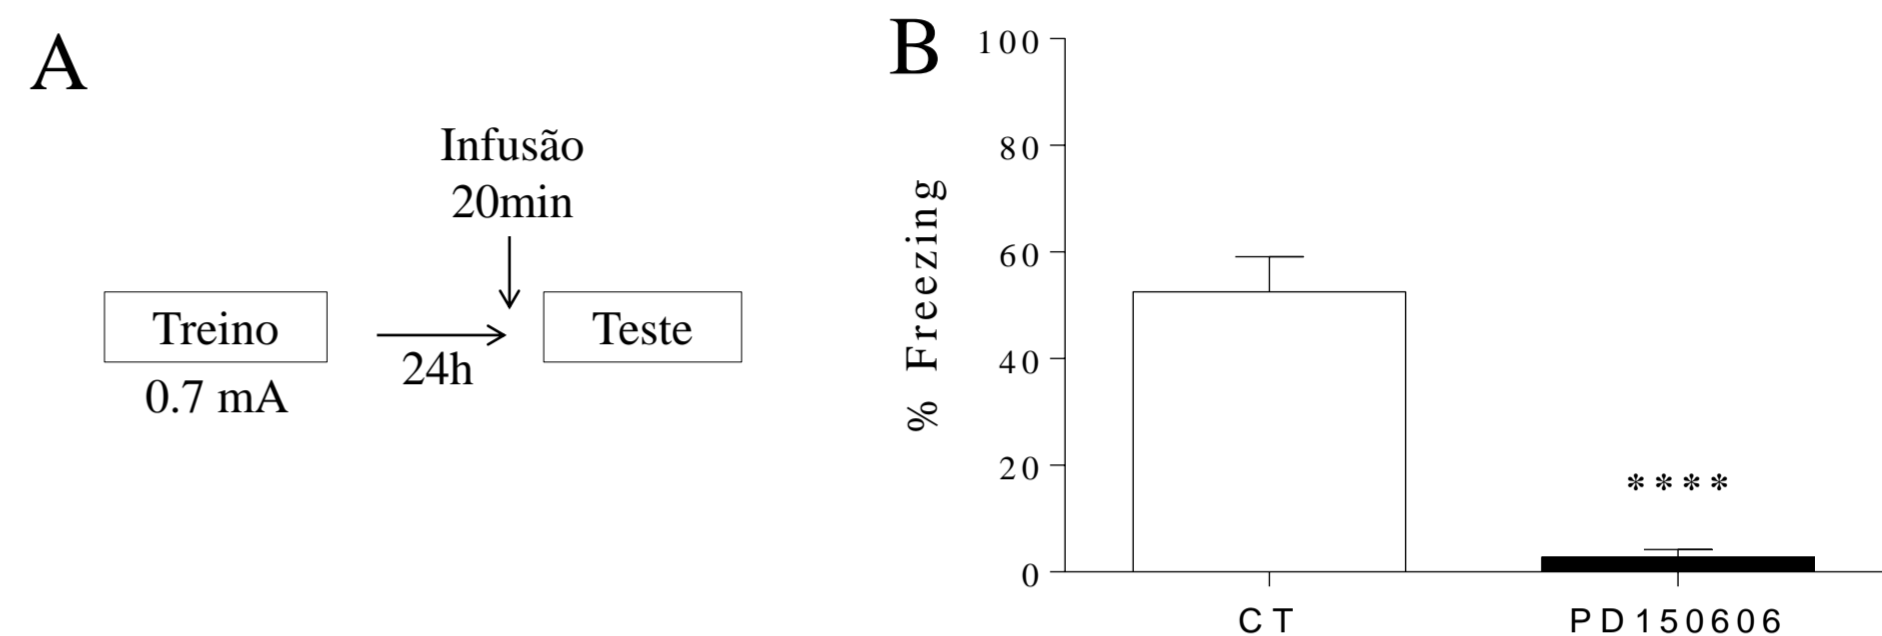 A
Infusão
20min
Treino
Teste
24h
0.7 mA
B
% Freezing
100
80
60
40
20
0
****
CT
PD150606